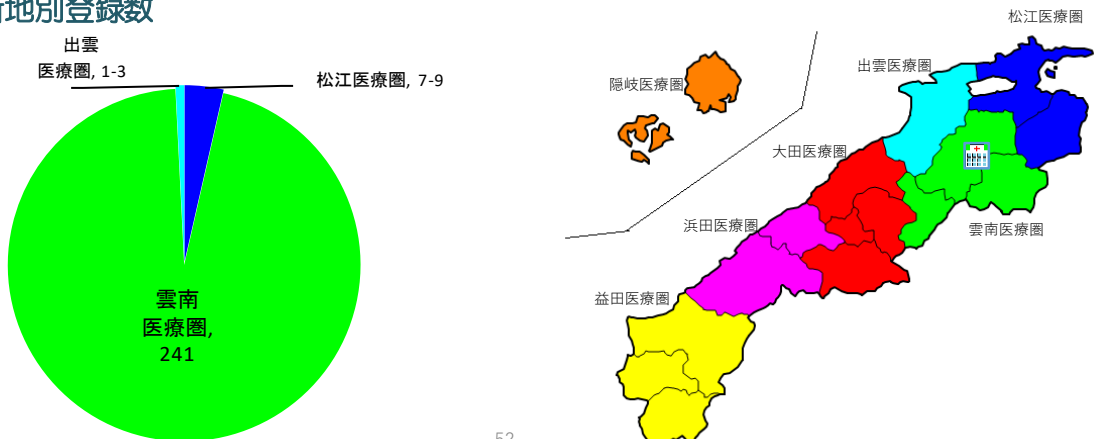 地別登録数
出雲
医療圏, 1-3
松江医療圏, 7-9
雲南
医療圏,
241
松江医療圏
出雲医療圏
隠岐医療圏
大田医療圏
浜田医療圏
雲南医療圏
益田医療圏
52